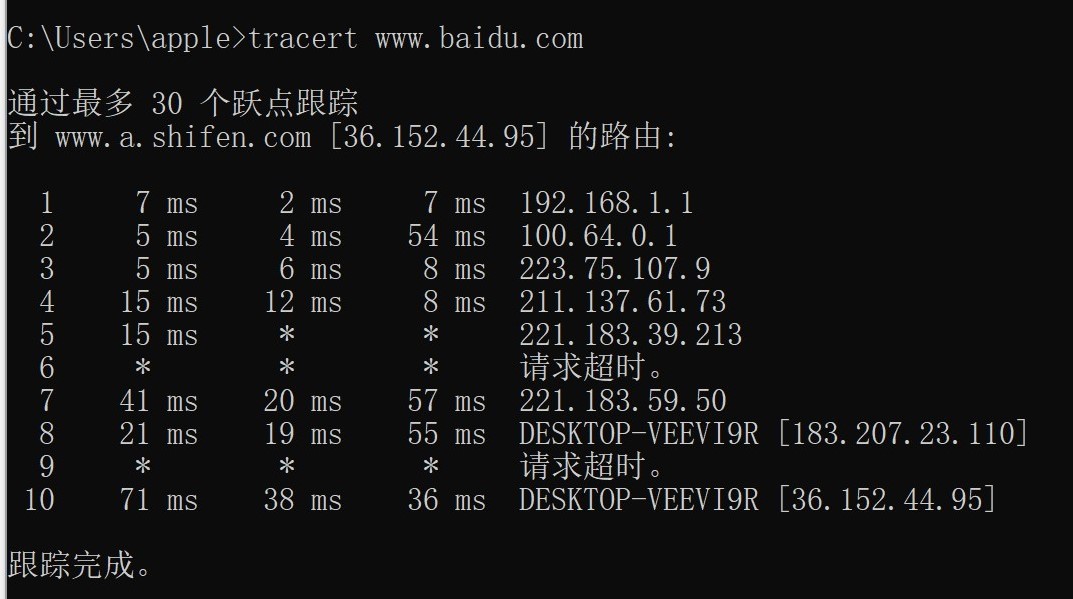 C:\Users\apple>tracert www.baidu.com
通过最多 30 个跃点跟踪
到 www.a.shifen.com [36.152.44.95] 的路由:
1 7 ms 2 ms 7 ms 192.168.1.1
2 5 ms 4 ms 54 ms 100.64.0.1
3 5 ms 6 ms 8 ms 223.75.107.9
4 15 ms 12 ms 8 ms 211.137.61.73
5 15 ms * * 221.183.39.213
6 * * * 请求超时。
7 41 ms 20 ms 57 ms 221.183.59.50
8 21 ms 19 ms 55 ms DESKTOP-VEEVI9R [183.207.23.110]
9 * * * 请求超时。
10 71 ms 38 ms 36 ms DESKTOP-VEEVI9R [36.152.44.95]
跟踪完成。